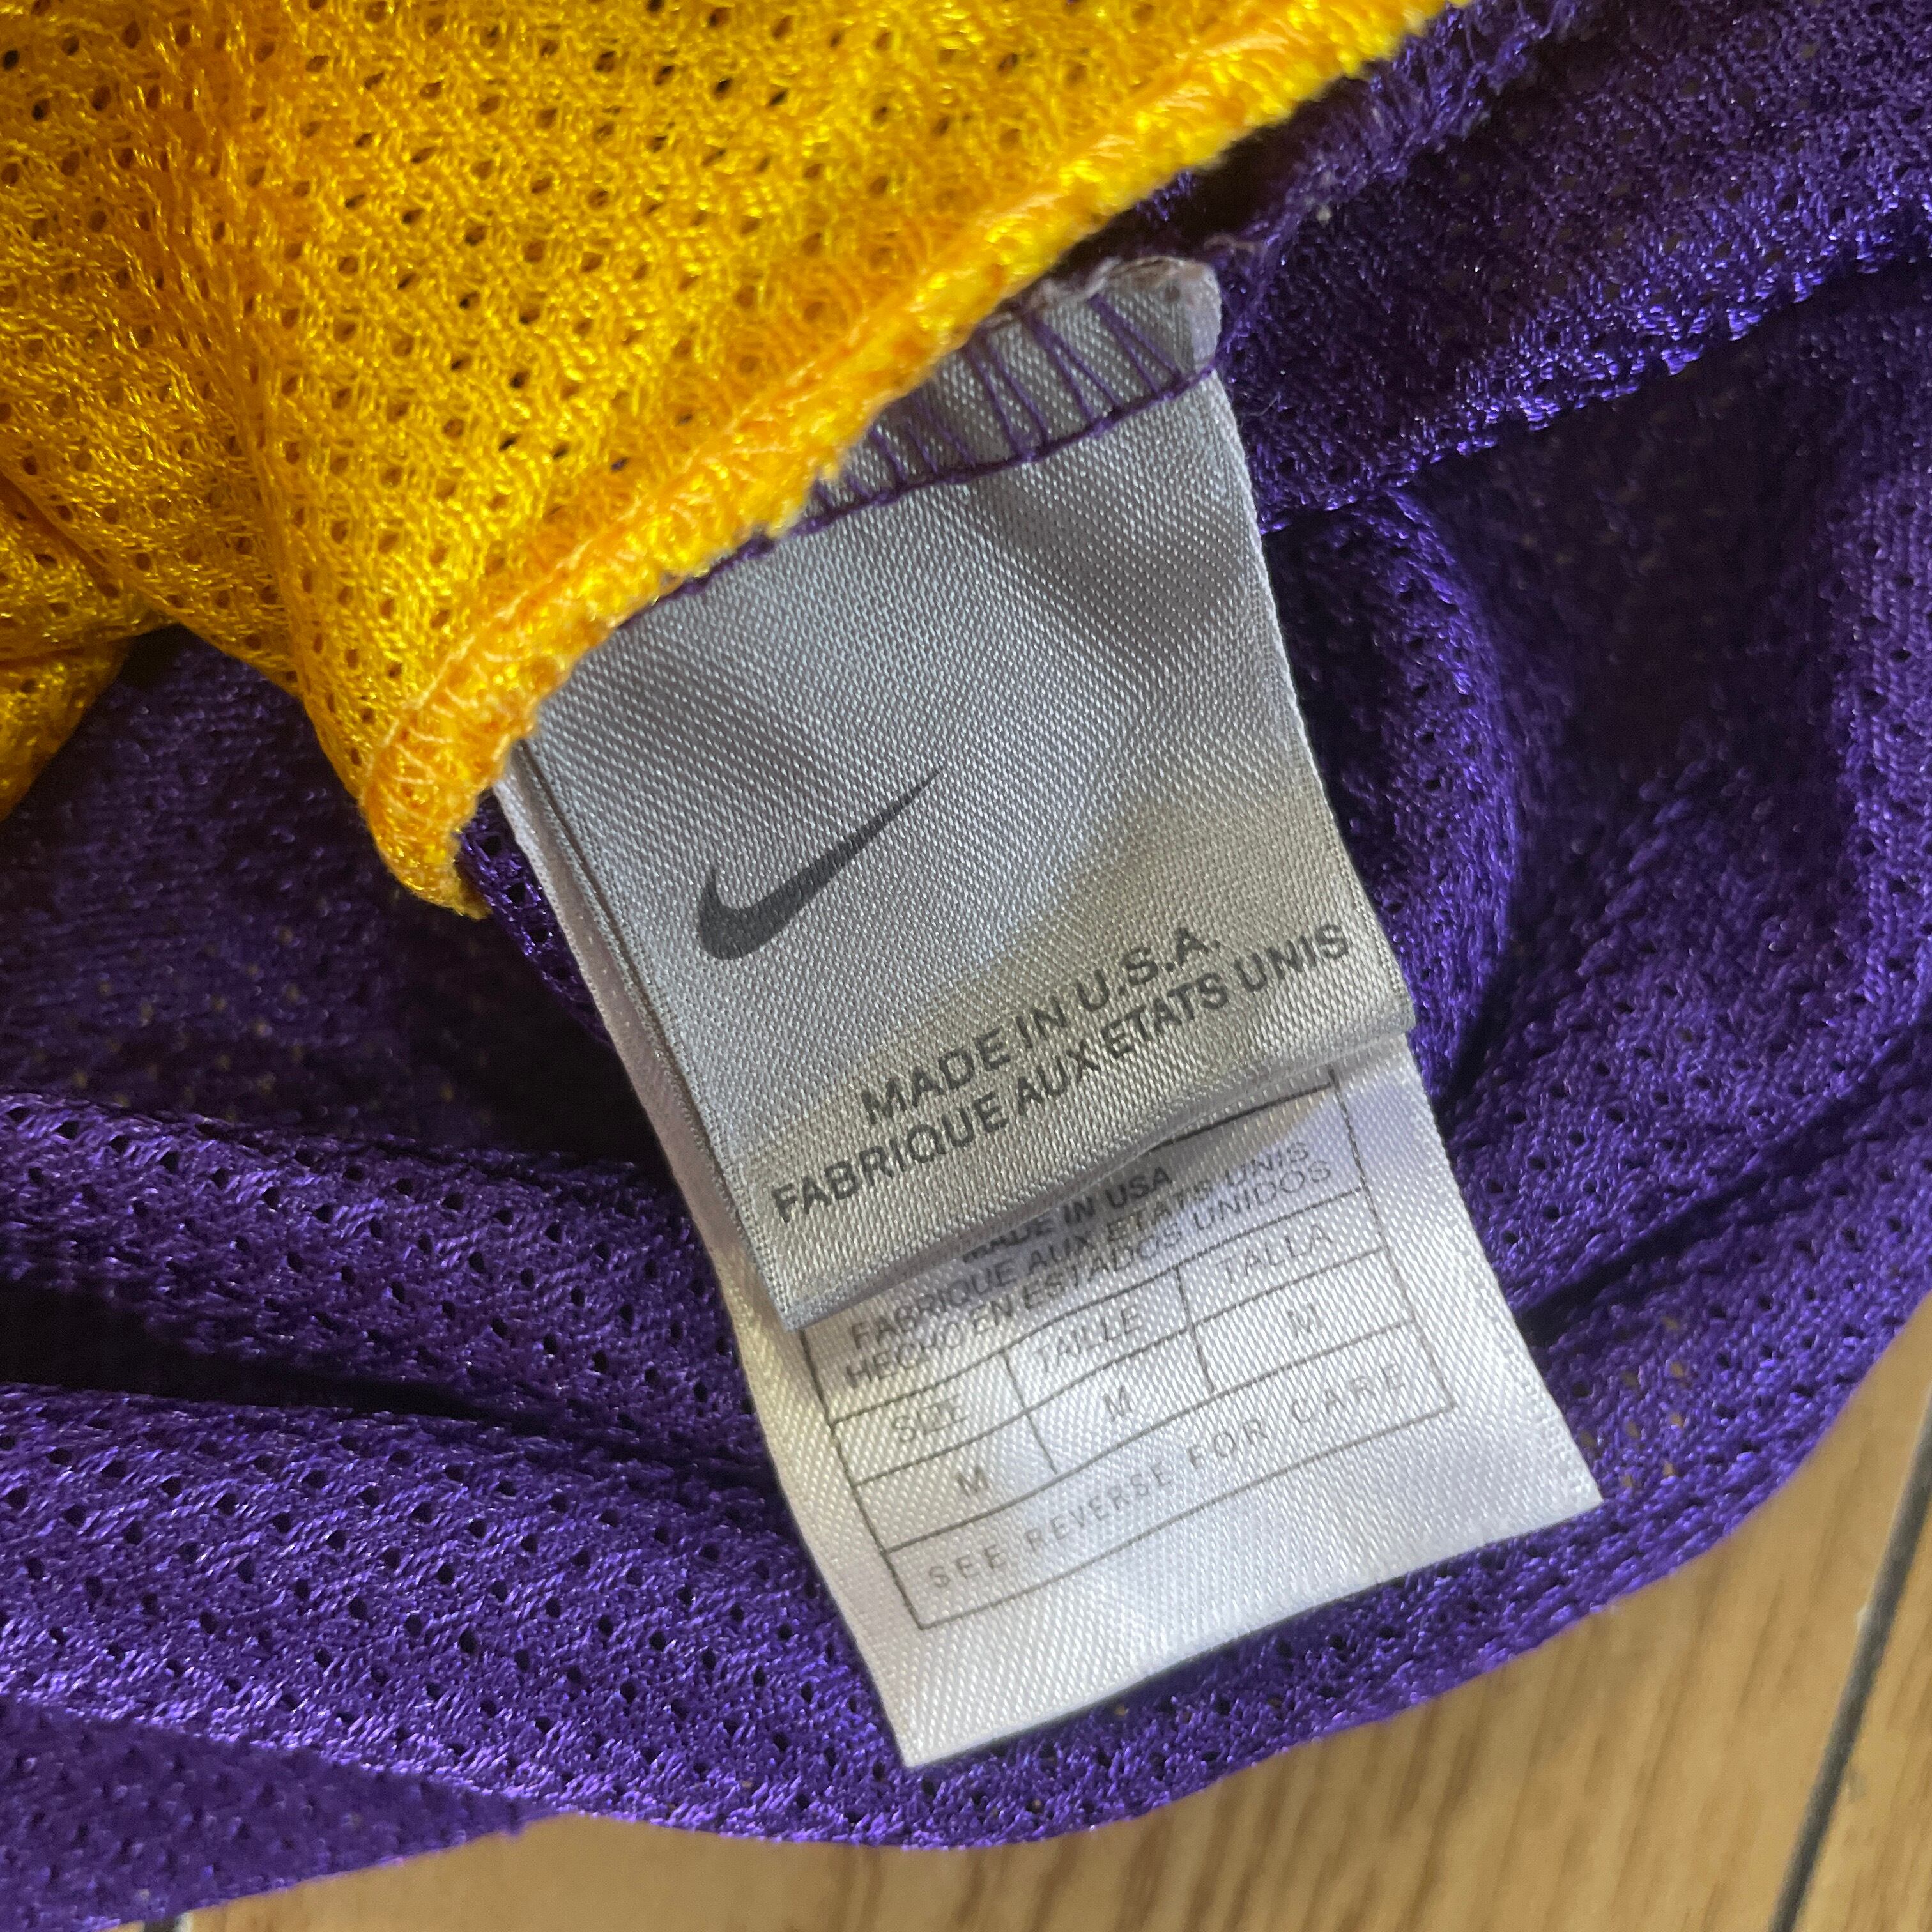 MADE IN U.S.A.
FABRIQUE AUX ETATS UNIS
MADE IN USA
FABRIQUE AUX ETATS UNIS
HECHO EN ESTADOS UNIDOS
SIZE TAILLE TALLA
M M M
SEE REVERSE FOR CARE